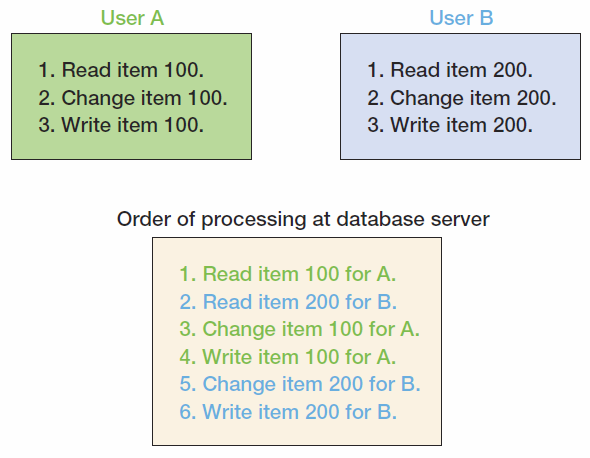 User A
1. Read item 100.
2. Change item 100.
3. Write item 100.
User B
1. Read item 200.
2. Change item 200.
3. Write item 200.
Order of processing at database server
1. Read item 100 for A.
2. Read item 200 for B.
3. Change item 100 for A.
4. Write item 100 for A.
5. Change item 200 for B.
6. Write item 200 for B.